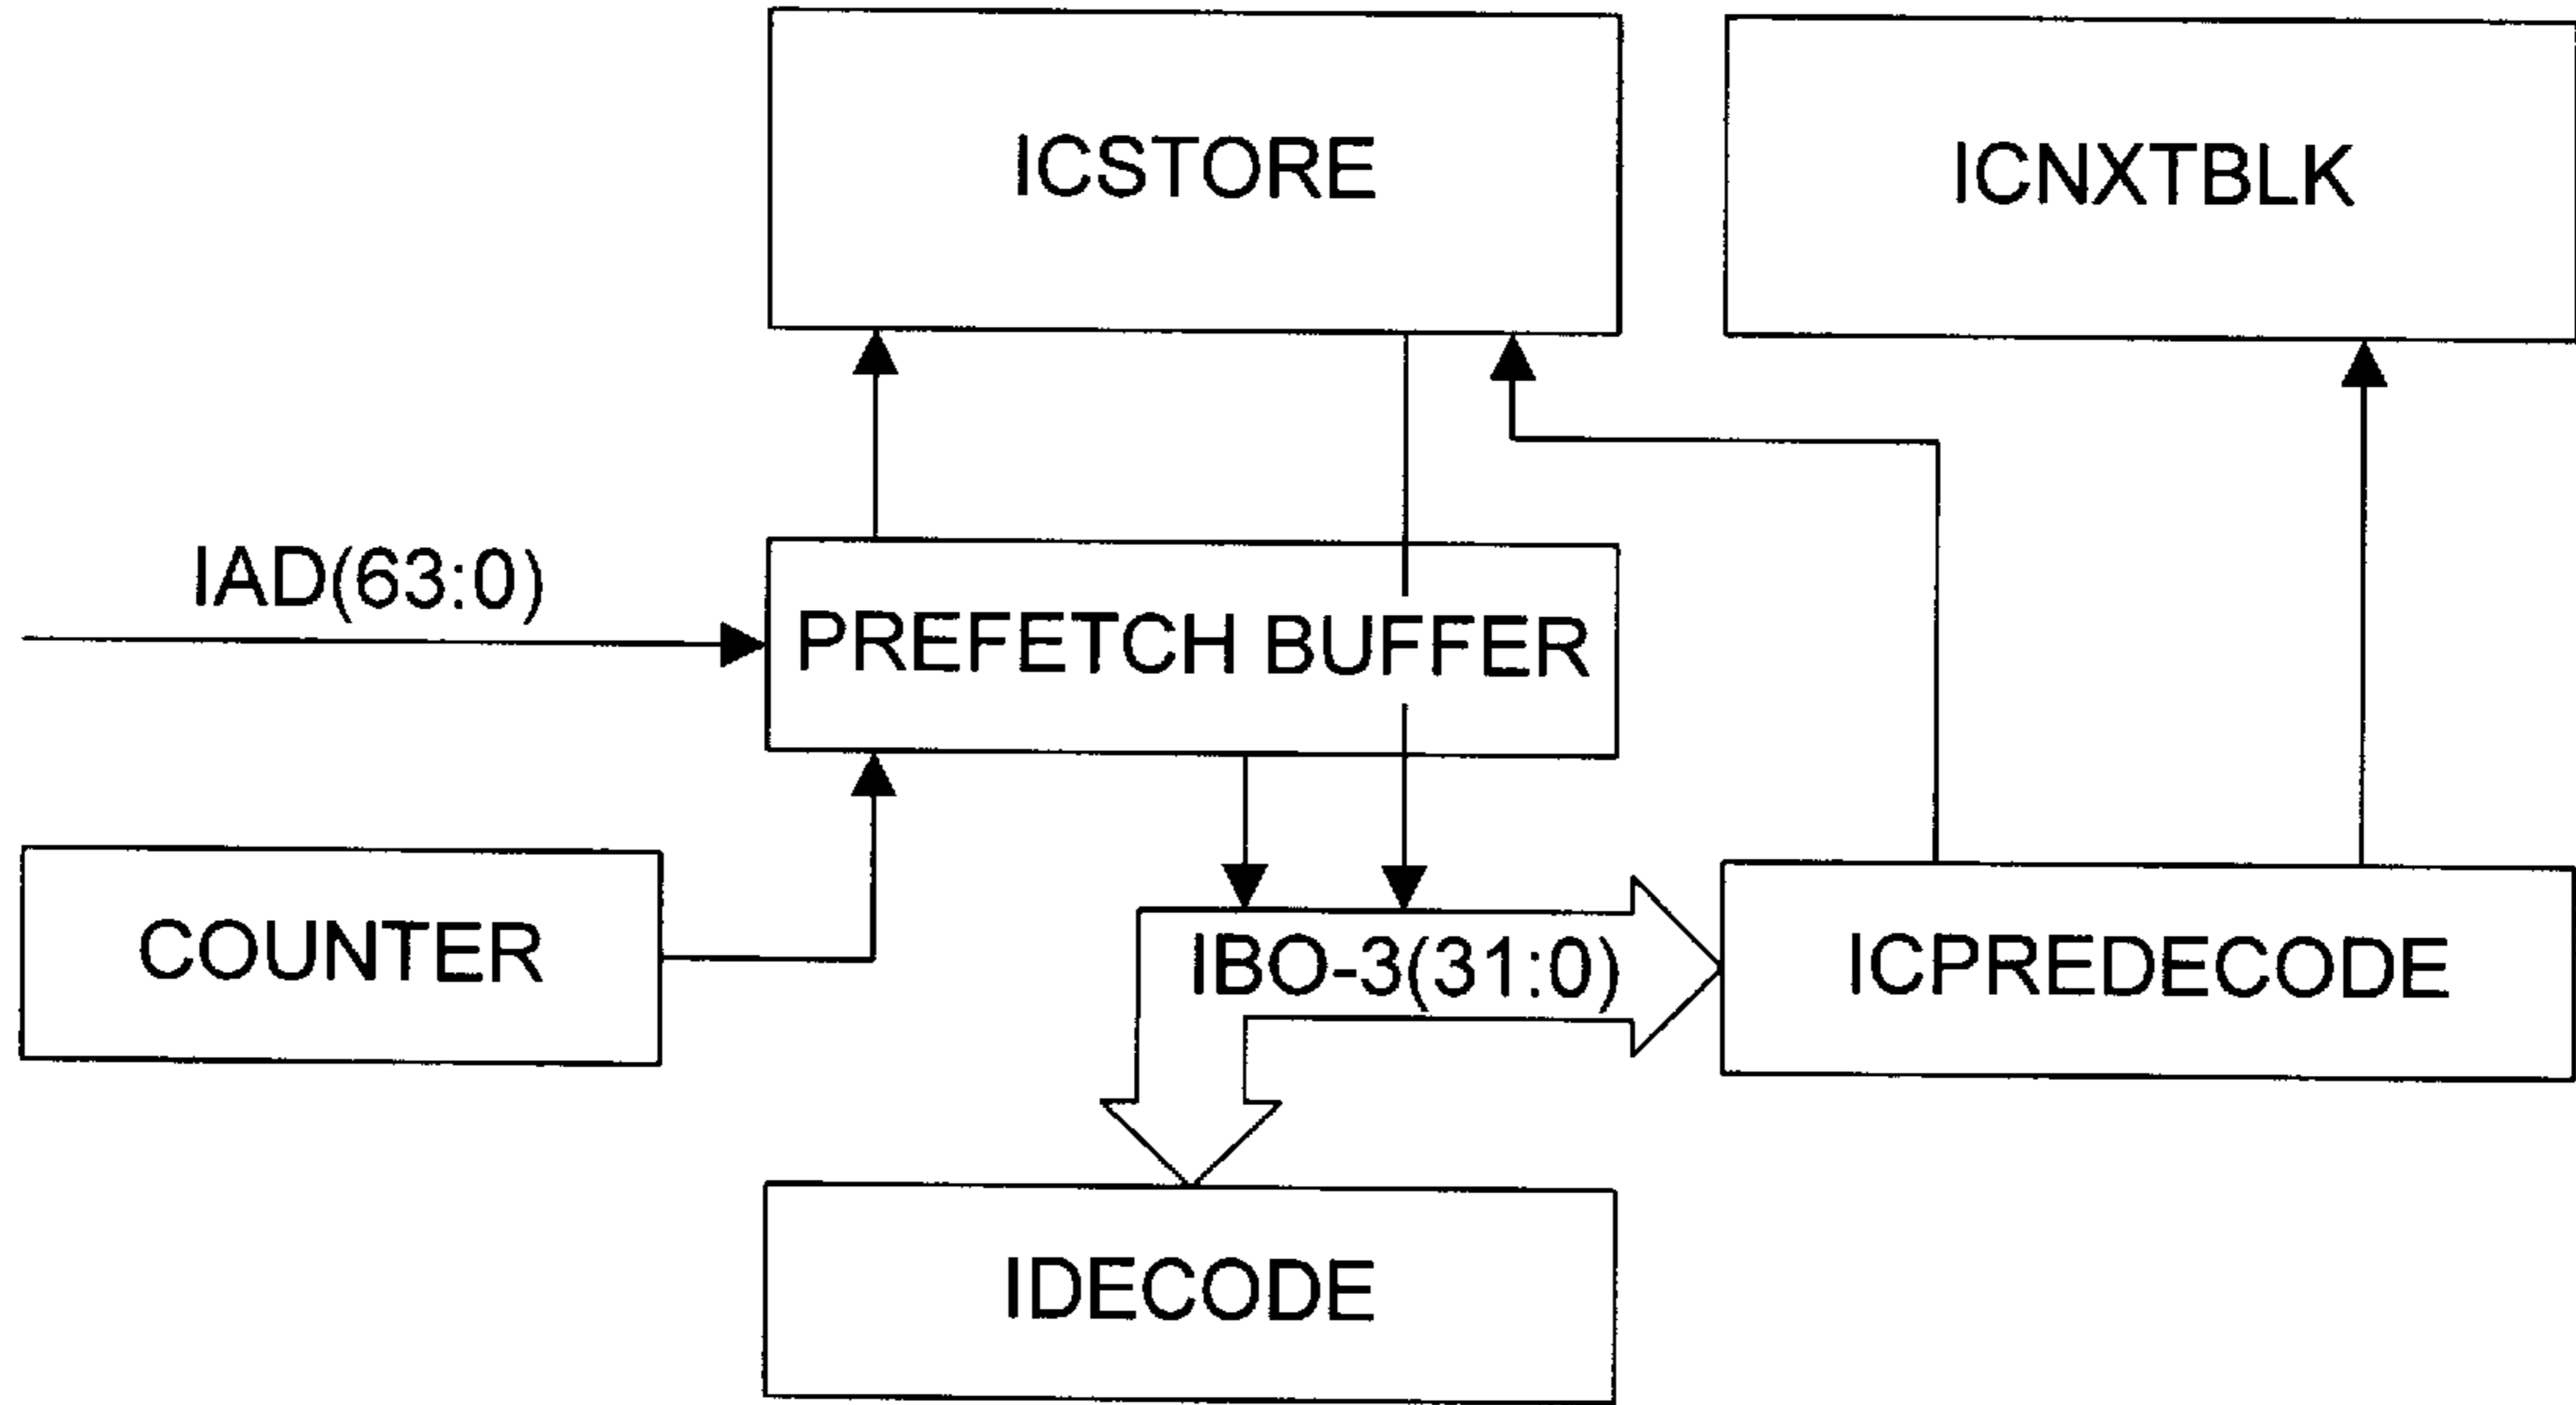 ICSTORE
ICNXTBLK
IAD(63:0)
PREFETCH BUFFER
COUNTER
IBO-3(31:0)
ICPREDECODE
IDECODE